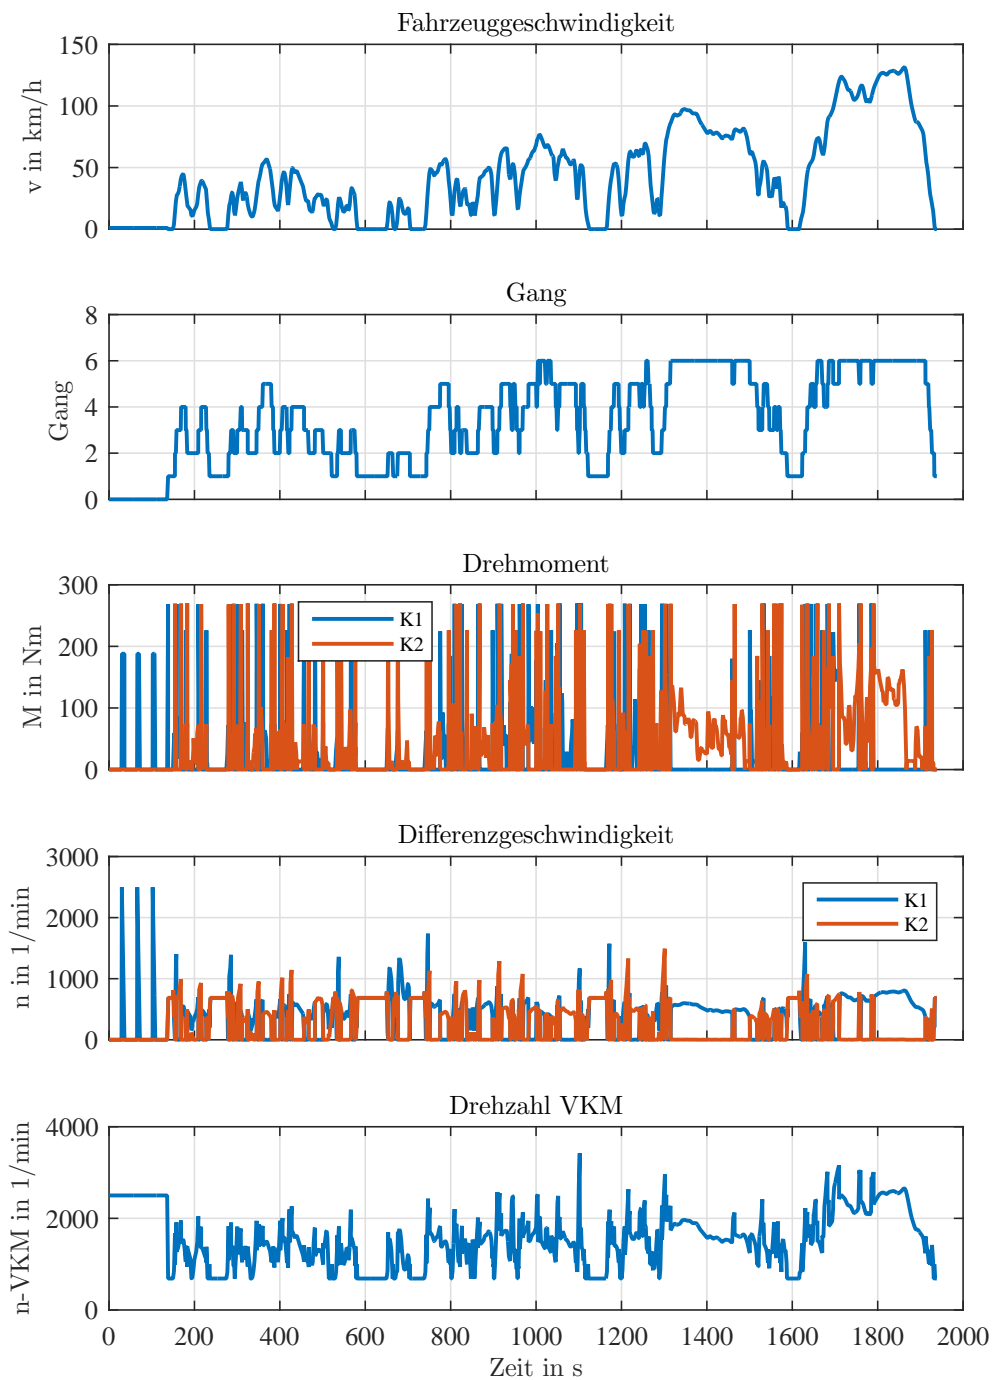 Fahrzeuggeschwindigkeit
150
100
50
0
v in km/h
Gang
8
6
4
2
0
Gang
Drehmoment
300
200
100
0
M in Nm
K1
K2
Differenzgeschwindigkeit
3000
2000
1000
0
n in 1/min
K1
K2
Drehzahl VKM
4000
2000
0
n-VKM in 1/min
0 200 400 600 800 1000 1200 1400 1600 1800 2000
Zeit in s